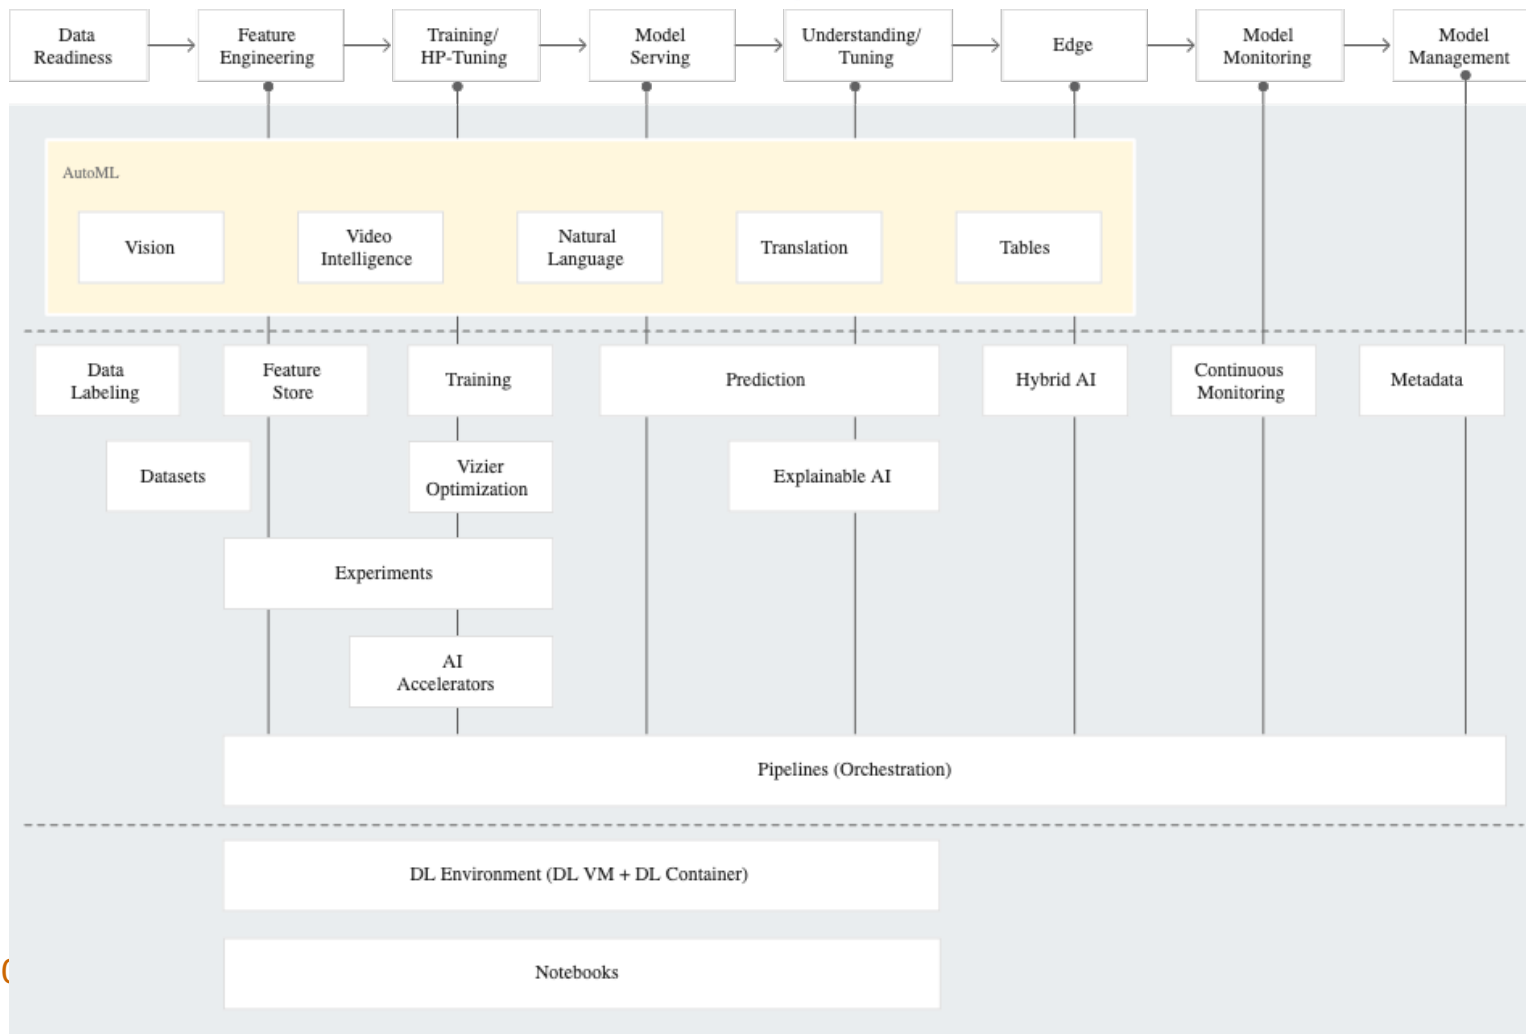 Data
Readiness
Feature
Engineering
Training/
HP-Tuning
Model
Serving
Understanding/
Tuning
Edge
Model
Monitoring
Model
Management
AutoML
Vision
Video
Intelligence
Natural
Language
Translation
Tables
Data
Labeling
Feature
Store
Training
Prediction
Hybrid AI
Continuous
Monitoring
Metadata
Datasets
Vizier
Optimization
Explainable AI
Experiments
AI
Accelerators
Pipelines (Orchestration)
DL Environment (DL VM + DL Container)
Notebooks